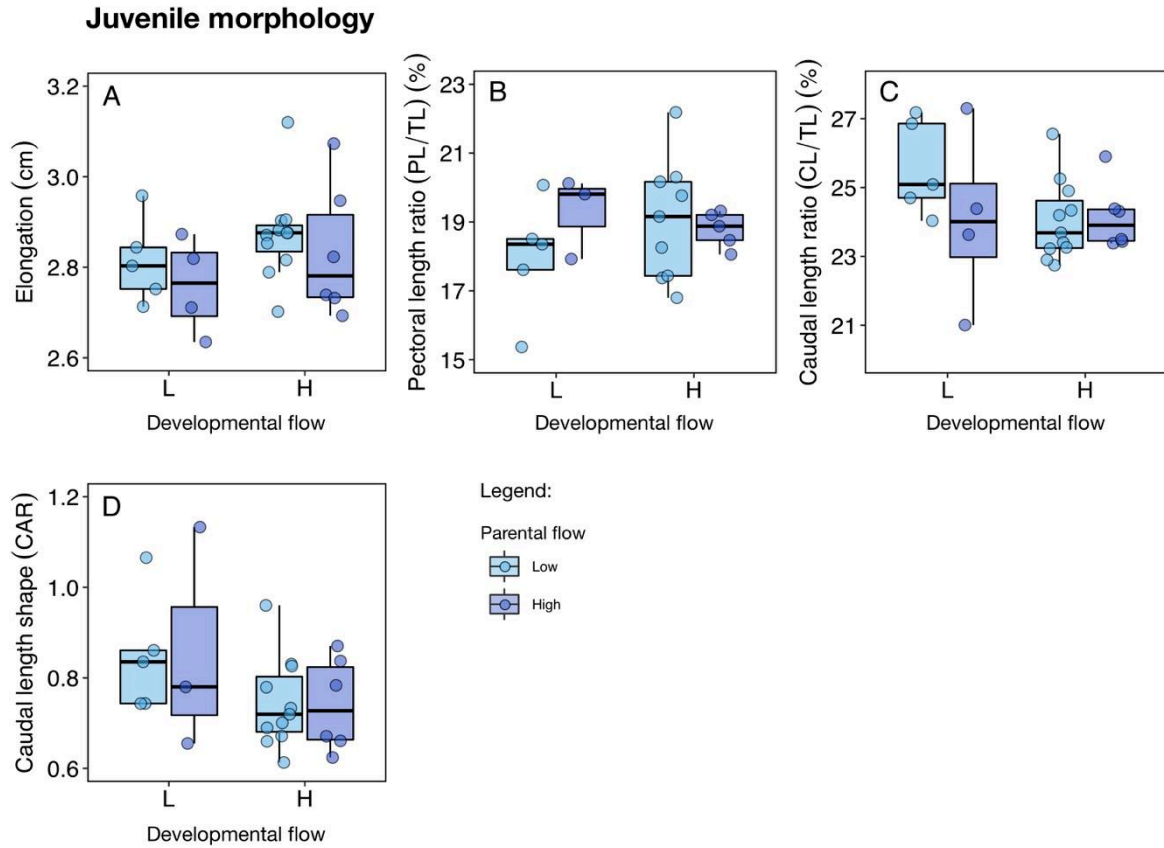 Juvenile morphology
A
Elongation (cm)
3.2
3.0
2.8
2.6
L
H
Developmental flow
B
Pectoral length ratio (PL/TL) (%)
23
21
19
17
15
L
H
Developmental flow
C
Caudal length ratio (CL/TL) (%)
27
25
23
21
L
H
Developmental flow
D
Caudal length shape (CAR)
1.2
1.0
0.8
0.6
L
H
Developmental flow
Legend:
Parental flow
Low
High